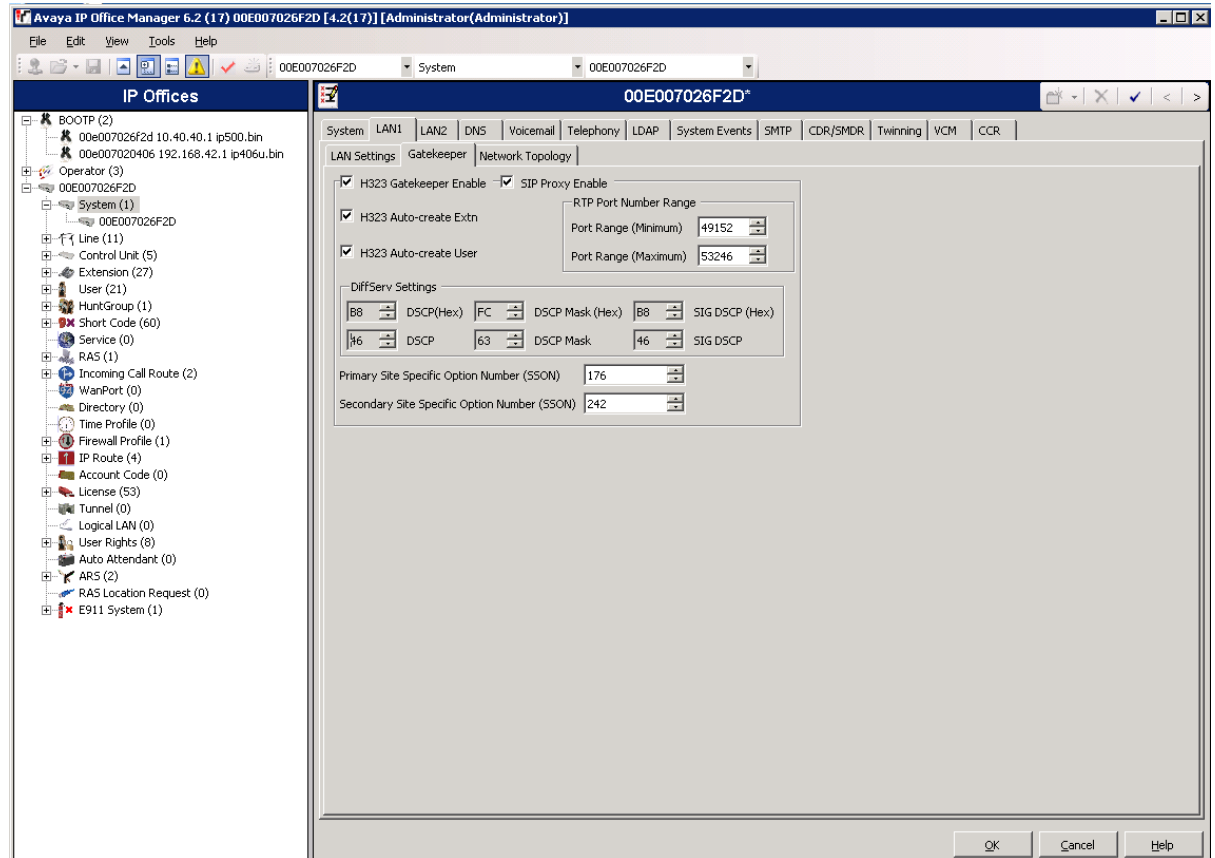 Avaya IP Office Manager 6.2 (17) 00E007026F2D [4.2(17)] [Administrator(Administrator)]
File Edit View Tools Help
00E007026F2D System 00E007026F2D
IP Offices
BOOTP (2)
00e007026f2d 10.40.40.1 ip500.bin
00e007020406 192.168.42.1 ip406u.bin
Operator (3)
00E007026F2D
System (1)
00E007026F2D
Line (11)
Control Unit (5)
Extension (27)
User (21)
HuntGroup (1)
Short Code (60)
Service (0)
RAS (1)
Incoming Call Route (2)
WanPort (0)
Directory (0)
Time Profile (0)
Firewall Profile (1)
IP Route (4)
Account Code (0)
License (53)
Tunnel (0)
Logical LAN (0)
User Rights (8)
Auto Attendant (0)
ARS (2)
RAS Location Request (0)
E911 System (1)
00E007026F2D*
System LAN1 LAN2 DNS Voicemail Telephony LDAP System Events SMTP CDR/SMDR Twinning VCM CCR
LAN Settings Gatekeeper Network Topology
H323 Gatekeeper Enable SIP Proxy Enable
RTP Port Number Range
H323 Auto-create Extn
Port Range (Minimum) 49152
H323 Auto-create User
Port Range (Maximum) 53246
DiffServ Settings
B8 DSCP(Hex) FC DSCP Mask (Hex) B8 SIG DSCP (Hex)
46 DSCP 63 DSCP Mask 46 SIG DSCP
Primary Site Specific Option Number (SSON) 176
Secondary Site Specific Option Number (SSON) 242
OK Cancel Help